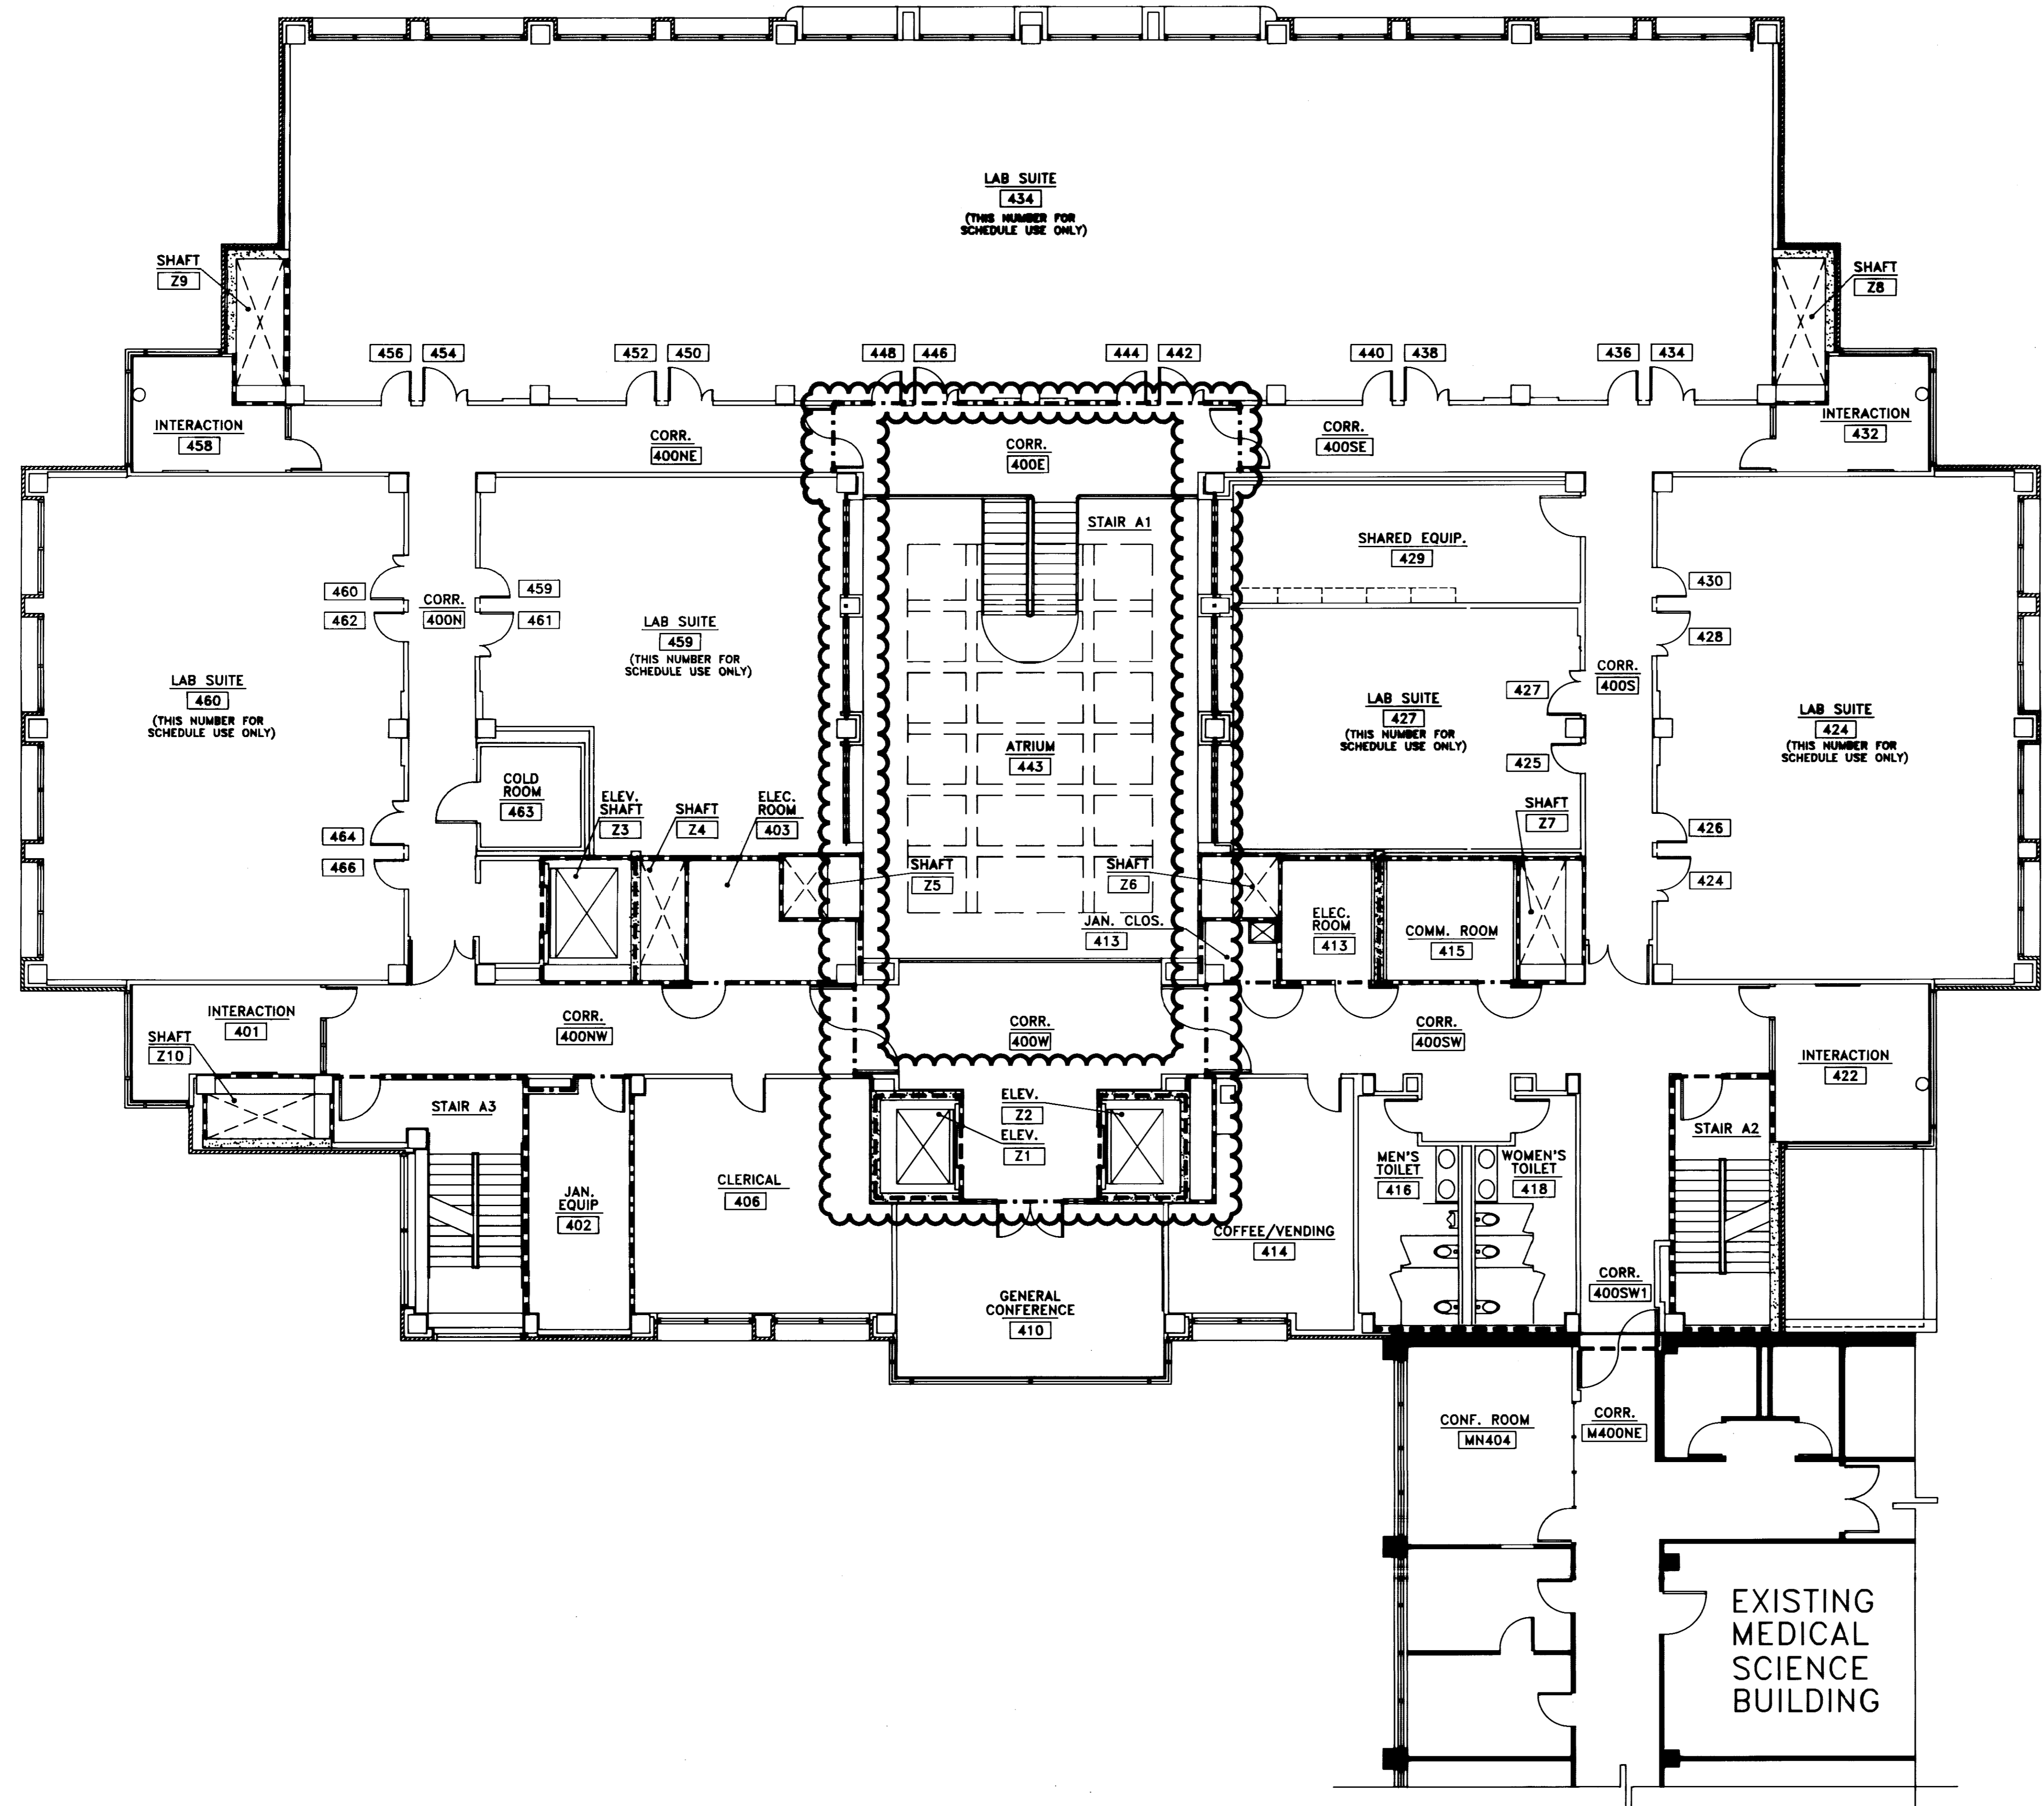 LAB SUITE
434
(THIS NUMBER FOR
SCHEDULE USE ONLY)
SHAFT
Z9
SHAFT
Z8
456
454
452
450
448
446
444
442
440
438
436
434
INTERACTION
458
CORR.
400NE
CORR.
400E
CORR.
400SE
INTERACTION
432
STAIR A1
SHARED EQUIP.
429
460
462
CORR.
400N
459
461
LAB SUITE
459
(THIS NUMBER FOR
SCHEDULE USE ONLY)
430
428
LAB SUITE
460
(THIS NUMBER FOR
SCHEDULE USE ONLY)
CORR.
400S
427
LAB SUITE
427
(THIS NUMBER FOR
SCHEDULE USE ONLY)
425
LAB SUITE
424
(THIS NUMBER FOR
SCHEDULE USE ONLY)
ATRIUM
443
COLD
ROOM
463
ELEV.
SHAFT
Z3
SHAFT
Z4
ELEC.
ROOM
403
SHAFT
Z7
464
466
426
424
SHAFT
Z5
SHAFT
Z6
JAN. CLOS.
413
ELEC.
ROOM
413
COMM. ROOM
415
INTERACTION
401
SHAFT
Z10
CORR.
400NW
CORR.
400W
CORR.
400SW
INTERACTION
422
STAIR A3
ELEV.
Z2
ELEV.
Z1
STAIR A2
JAN.
EQUIP
402
CLERICAL
406
MEN'S
TOILET
416
WOMEN'S
TOILET
418
COFFEE/VENDING
414
CORR.
400SW1
GENERAL
CONFERENCE
410
CONF. ROOM
MN404
CORR.
M400NE
EXISTING
MEDICAL
SCIENCE
BUILDING